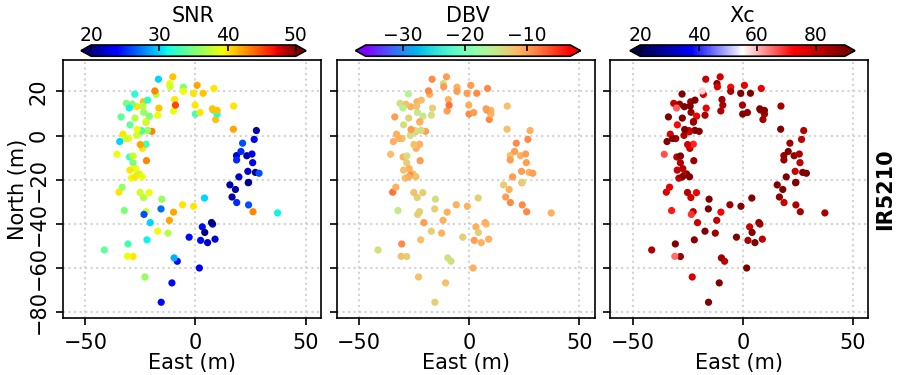 SNR DBV Xc
20 30 40 50 −30 −20 −10 20 40 60 80
20
0
−20
−40
−60
−80
North (m)
−50 0 50 −50 0 50 −50 0 50
East (m) East (m) East (m)
IR5210